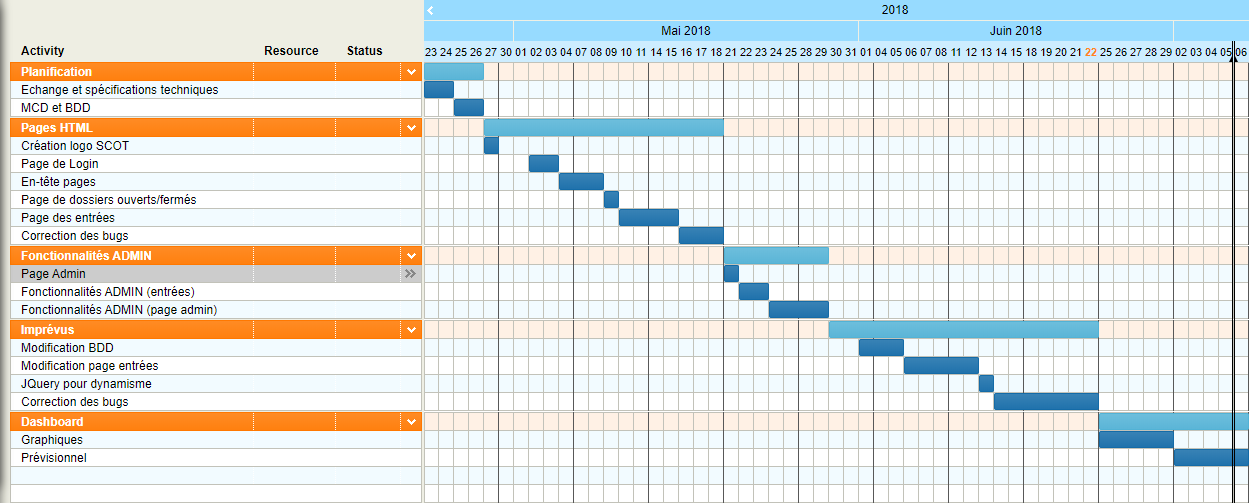 2018
Mai 2018 Juin 2018
Activity Resource Status 23 24 25 26 27 30 01 02 03 04 07 08 09 10 11 14 15 16 17 18 21 22 23 24 25 28 29 30 31 01 04 05 06 07 08 11 12 13 14 15 18 19 20 21 22 25 26 27 28 29 02 03 04 05 06
Planification
Echange et spécifications techniques
MCD et BDD
Pages HTML
Création logo SCOT
Page de Login
En-tête pages
Page de dossiers ouverts/fermés
Page des entrées
Correction des bugs
Fonctionnalités ADMIN
Page Admin
Fonctionnalités ADMIN (entrées)
Fonctionnalités ADMIN (page admin)
Imprévus
Modification BDD
Modification page entrées
JQuery pour dynamisme
Correction des bugs
Dashboard
Graphiques
Prévisionnel